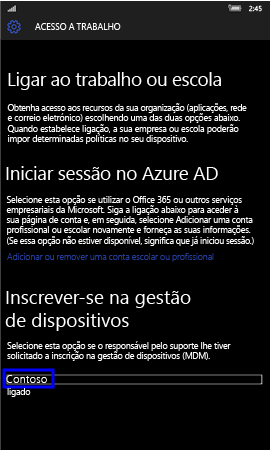 2:45
ACESSO A TRABALHO
Ligar ao trabalho ou escola
Obtenha acesso aos recursos da sua organização (aplicações, rede
e correio eletrónico) escolhendo uma das duas opções abaixo.
Quando estabelece ligação, a sua empresa ou escola poderão
impor determinadas políticas no seu dispositivo.
Iniciar sessão no Azure AD
Selecione esta opção se utilizar o Office 365 ou outros serviços
empresariais da Microsoft. Siga a ligação abaixo para aceder à
sua página de conta e, em seguida, selecione Adicionar uma conta
profissional ou escolar novamente e forneça as suas informações.
(Se essa opção não estiver disponível, significa que já iniciou sessão.)
Adicionar ou remover uma conta escolar ou profissional
Inscrever-se na gestão
de dispositivos
Selecione esta opção se o responsável pelo suporte lhe tiver
solicitado a inscrição na gestão de dispositivos (MDM).
Contoso
ligado